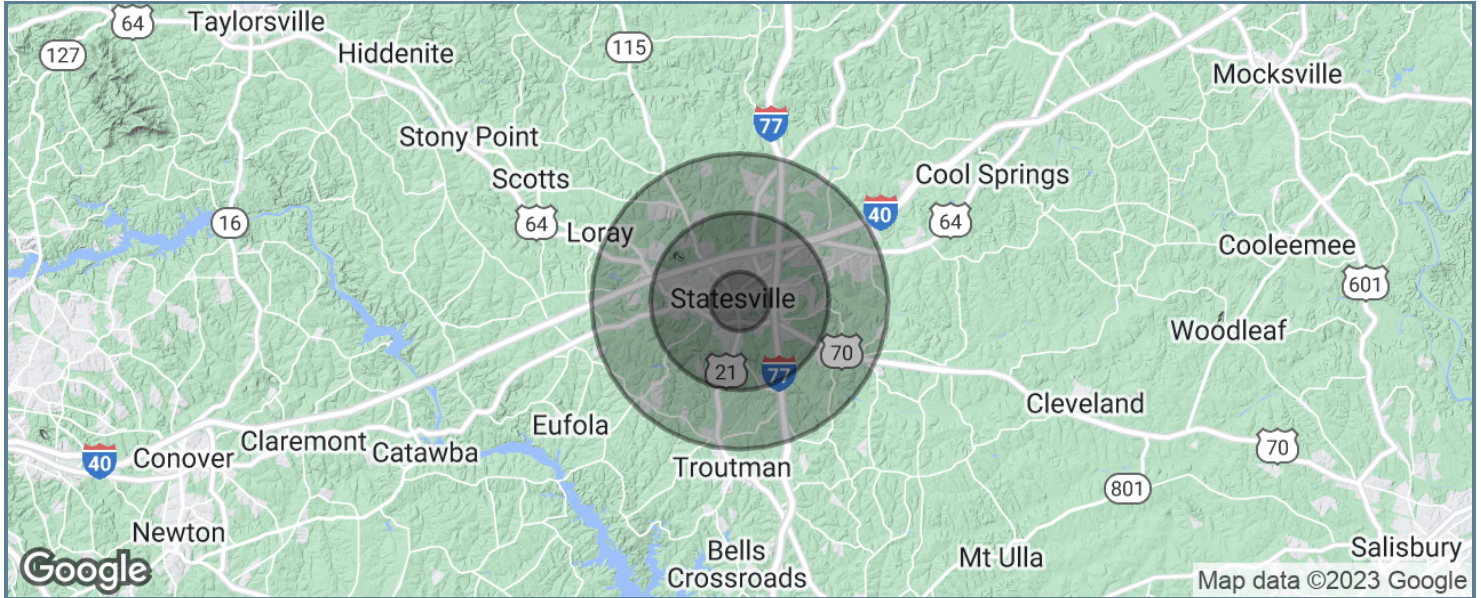 64
Taylorsville
127
Hiddenite
115
Mocksville
77
Stony Point
Cool Springs
Scotts
16
64
Loray
40
64
Cooleemee
601
Statesville
Woodleaf
70
21
77
Cleveland
Eufola
Claremont
Catawba
70
40
Conover
Troutman
801
Newton
Bells
Crossroads
Mt Ulla
Salisbury
Google
Map data ©2023 Google